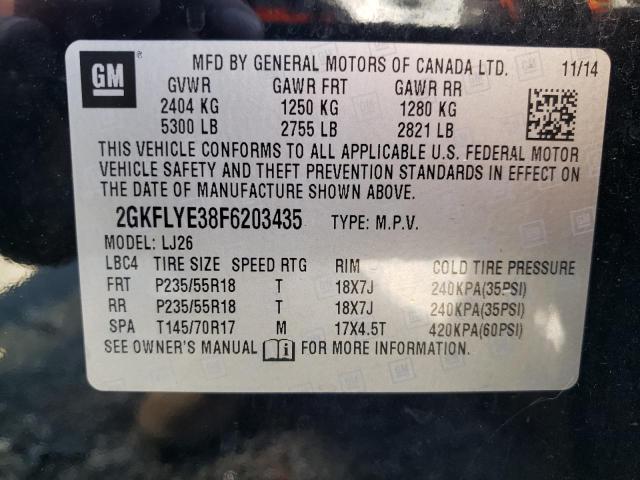 GM
MFD BY GENERAL MOTORS OF CANADA LTD. 11/14
GVWR GAWR FRT GAWR RR
2404 KG 1250 KG 1280 KG
5300 LB 2755 LB 2821 LB
THIS VEHICLE CONFORMS TO ALL APPLICABLE U.S. FEDERAL MOTOR
VEHICLE SAFETY AND THEFT PREVENTION STANDARDS IN EFFECT ON
THE DATE OF MANUFACTURE SHOWN ABOVE.
2GKFLYE38F6203435 TYPE: M.P.V.
MODEL: LJ26
LBC4 TIRE SIZE SPEED RTG RIM COLD TIRE PRESSURE
FRT P235/55R18 T 18X7J 240KPA(35PSI)
RR P235/55R18 T 18X7J 240KPA(35PSI)
SPA T145/70R17 M 17X4.5T 420KPA(60PSI)
SEE OWNER'S MANUAL FOR MORE INFORMATION.